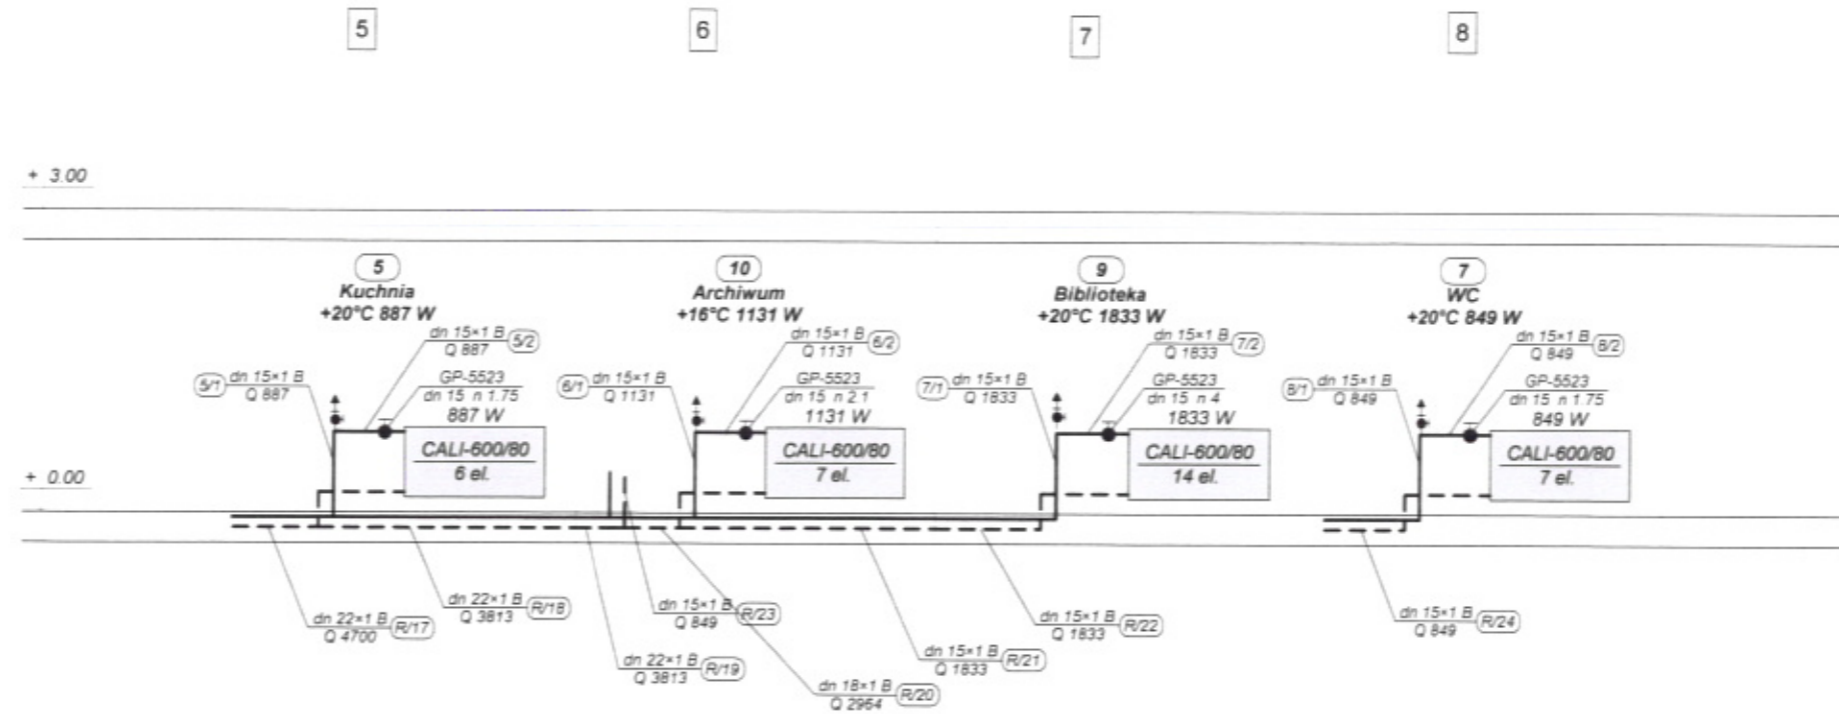 5
6
7
8
+ 3.00
5
Kuchnia
+20°C 887 W
dn 15×1 B
Q 887
5/2
5/1
dn 15×1 B
Q 887
GP-5523
dn 15 n 1.75
887 W
CALI-600/80
6 el.
10
Archiwum
+16°C 1131 W
dn 15×1 B
Q 1131
6/2
6/1
dn 15×1 B
Q 1131
GP-5523
dn 15 n 2.1
1131 W
CALI-600/80
7 el.
9
Biblioteka
+20°C 1833 W
dn 15×1 B
Q 1833
7/2
7/1
dn 15×1 B
Q 1833
GP-5523
dn 15 n 4
1833 W
CALI-600/80
14 el.
7
WC
+20°C 849 W
dn 15×1 B
Q 849
8/2
8/1
dn 15×1 B
Q 849
GP-5523
dn 15 n 1.75
849 W
CALI-600/80
7 el.
+ 0.00
dn 22×1 B
Q 4700
R/17
dn 22×1 B
Q 3813
R/18
dn 15×1 B
Q 849
R/23
dn 22×1 B
Q 3813
R/19
dn 18×1 B
Q 2964
R/20
dn 15×1 B
Q 1833
R/21
dn 15×1 B
Q 1833
R/22
dn 15×1 B
Q 849
R/24